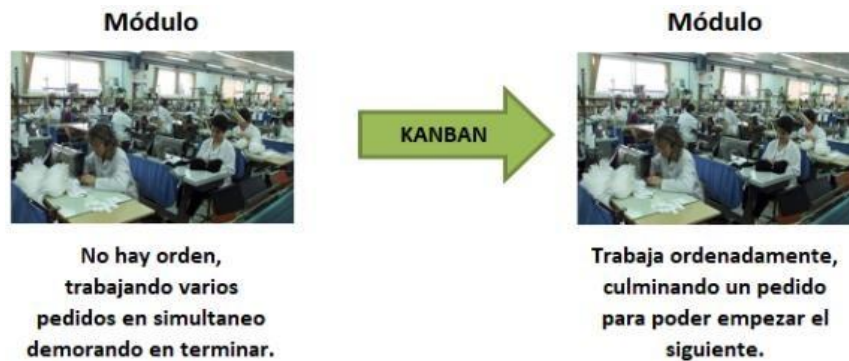 Módulo
No hay orden,
trabajando varios
pedidos en simultaneo
demorando en terminar.
KANBAN
Módulo
Trabaja ordenadamente,
culminando un pedido
para poder empezar el
siguiente.